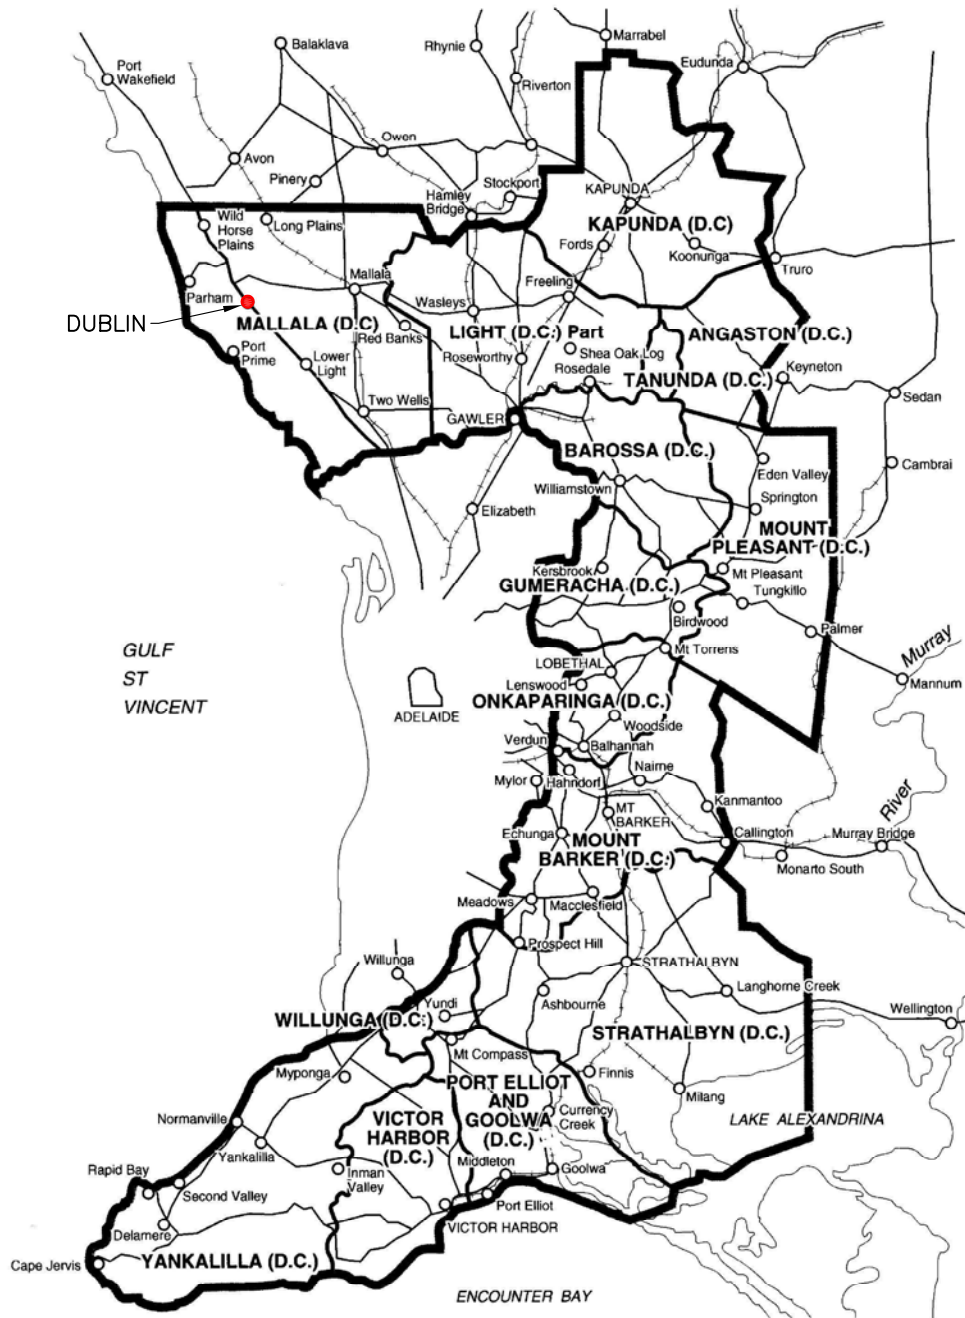 Marrabel
Balaklava
Rhynie
Eudunda
Port
Wakefield
Riverton
Owen
Avon
Pinery
Stockport
Hamley
Bridge
KAPUNDA
Wild
Horse
Plains
Long Plains
KAPUNDA (D.C)
Fords
Koonunga
Truro
Mallala
Freeling
Parham
Wasleys
DUBLIN
MALLALA (D.C)
Red Banks
LIGHT (D.C.) Part
ANGASTON (D.C.)
Port
Prime
Lower
Light
Roseworthy
Shea Oak Log
Rosedale
Keyneton
TANUNDA (D.C.)
Sedan
Two Wells
GAWLER
BAROSSA (D.C.)
Cambrai
Eden Valley
Williamstown
Springton
Elizabeth
MOUNT
PLEASANT (D.C.)
Kersbrook
Mt Pleasant
GUMERACHA (D.C.)
Tungkillo
Birdwood
Palmer
GULF
ST
VINCENT
Murray
Mt Torrens
LOBETHAL
Lenswood
Mannum
ONKAPARINGA (D.C.)
ADELAIDE
Woodside
Verdun
Balhannah
Nairne
Mylor
Hahndorf
River
Kanmantoo
MT
BARKER
Echunga
Callington
Murray Bridge
MOUNT
BARKER (D.C.)
Monarto South
Meadows
Macclesfield
Prospect Hill
Willunga
STRATHALBYN
Langhorne Creek
Yundi
Ashbourne
Wellington
WILLUNGA (D.C.)
STRATHALBYN (D.C.)
Mt Compass
Myponga
Finnis
PORT ELLIOT
AND
GOOLWA
(D.C.)
Milang
Normanville
VICTOR
HARBOR
(D.C.)
Currency
Creek
LAKE ALEXANDRINA
Yankalilla
Rapid Bay
Middleton
Goolwa
Inman
Valley
Second Valley
Port Elliot
VICTOR HARBOR
Delamere
Cape Jervis
YANKALILLA (D.C.)
ENCOUNTER BAY